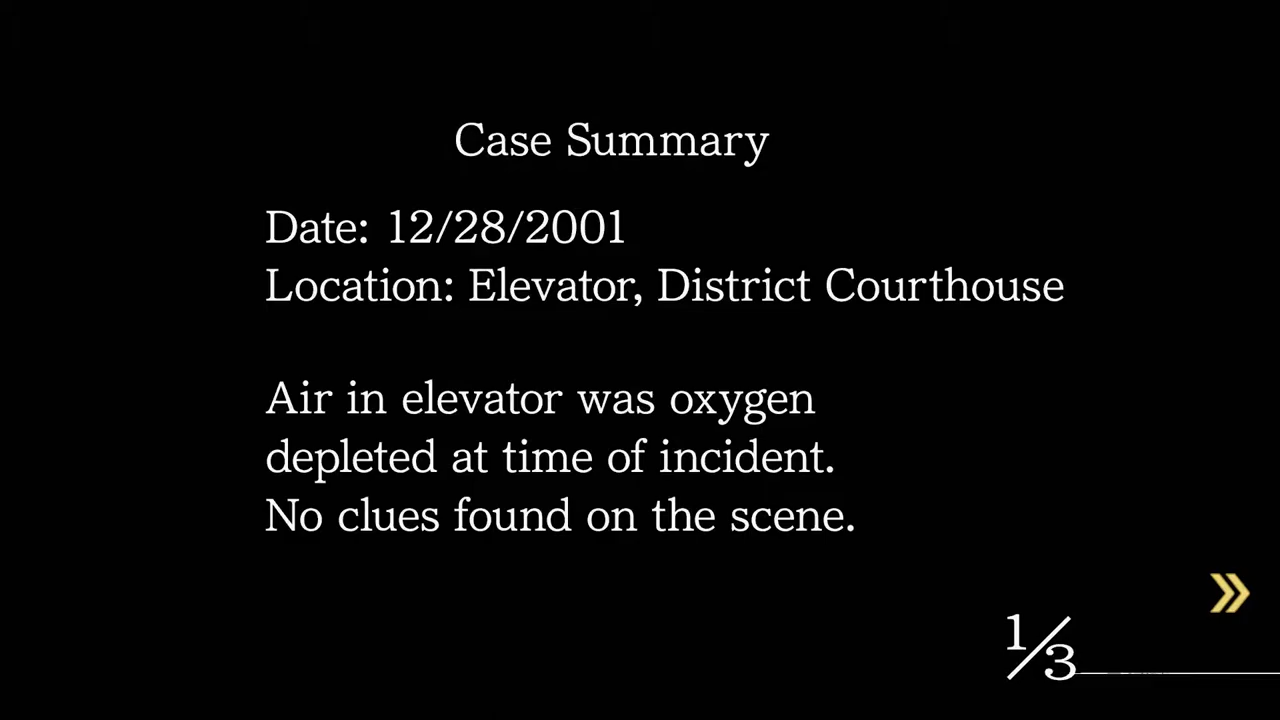 Case Summary
Date: 12/28/2001
Location: Elevator, District Courthouse
Air in elevator was oxygen
depleted at time of incident.
No clues found on the scene.
1/3